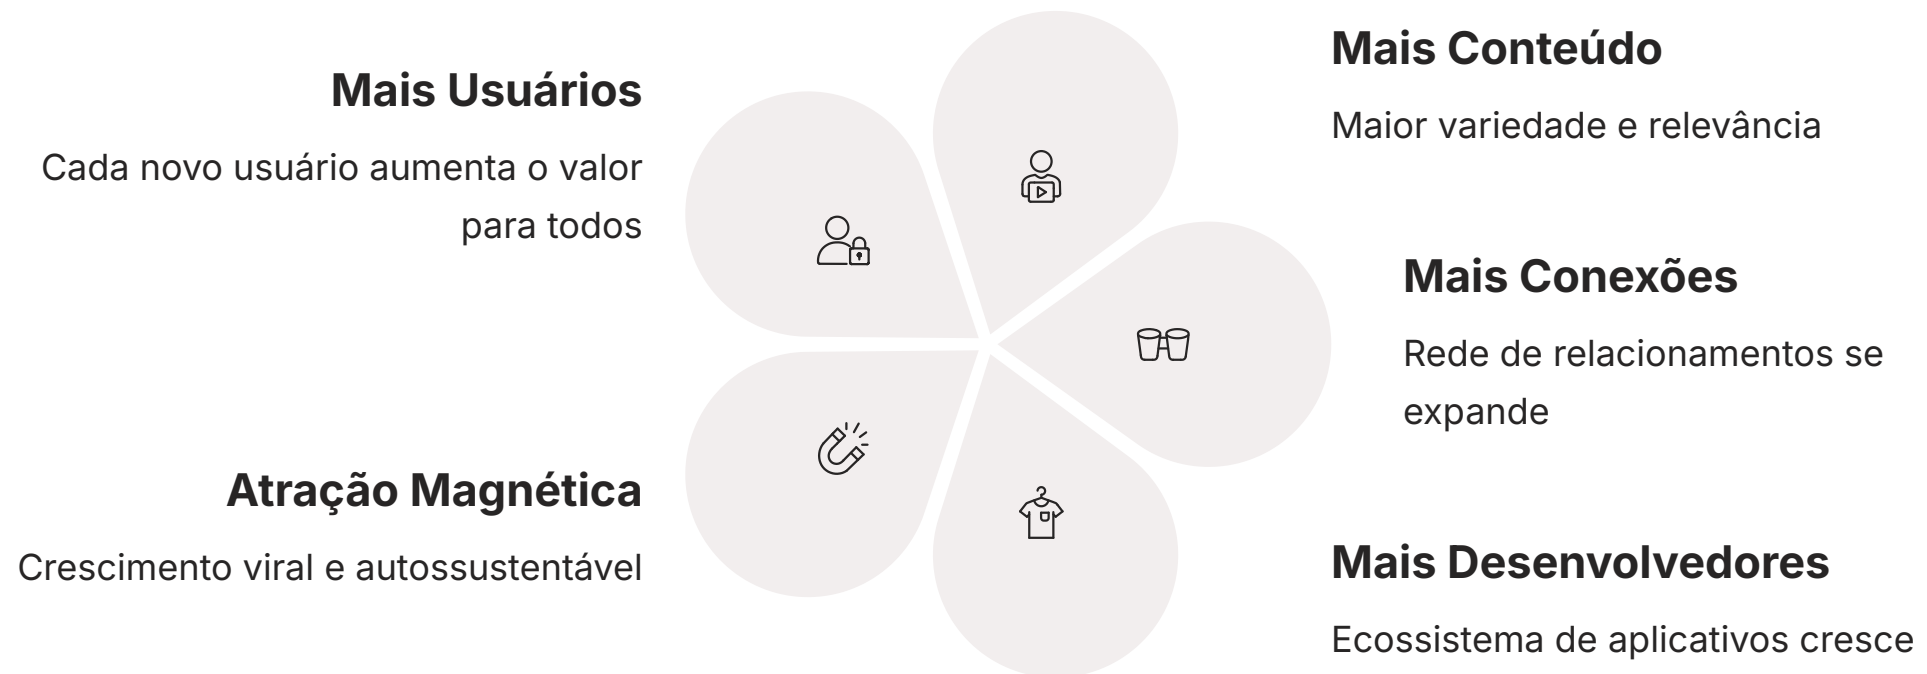 Mais Usuários
Cada novo usuário aumenta o valor
para todos
Mais Conteúdo
Maior variedade e relevância
Mais Conexões
Rede de relacionamentos se
expande
Mais Desenvolvedores
Ecossistema de aplicativos cresce
Atração Magnética
Crescimento viral e autossustentável